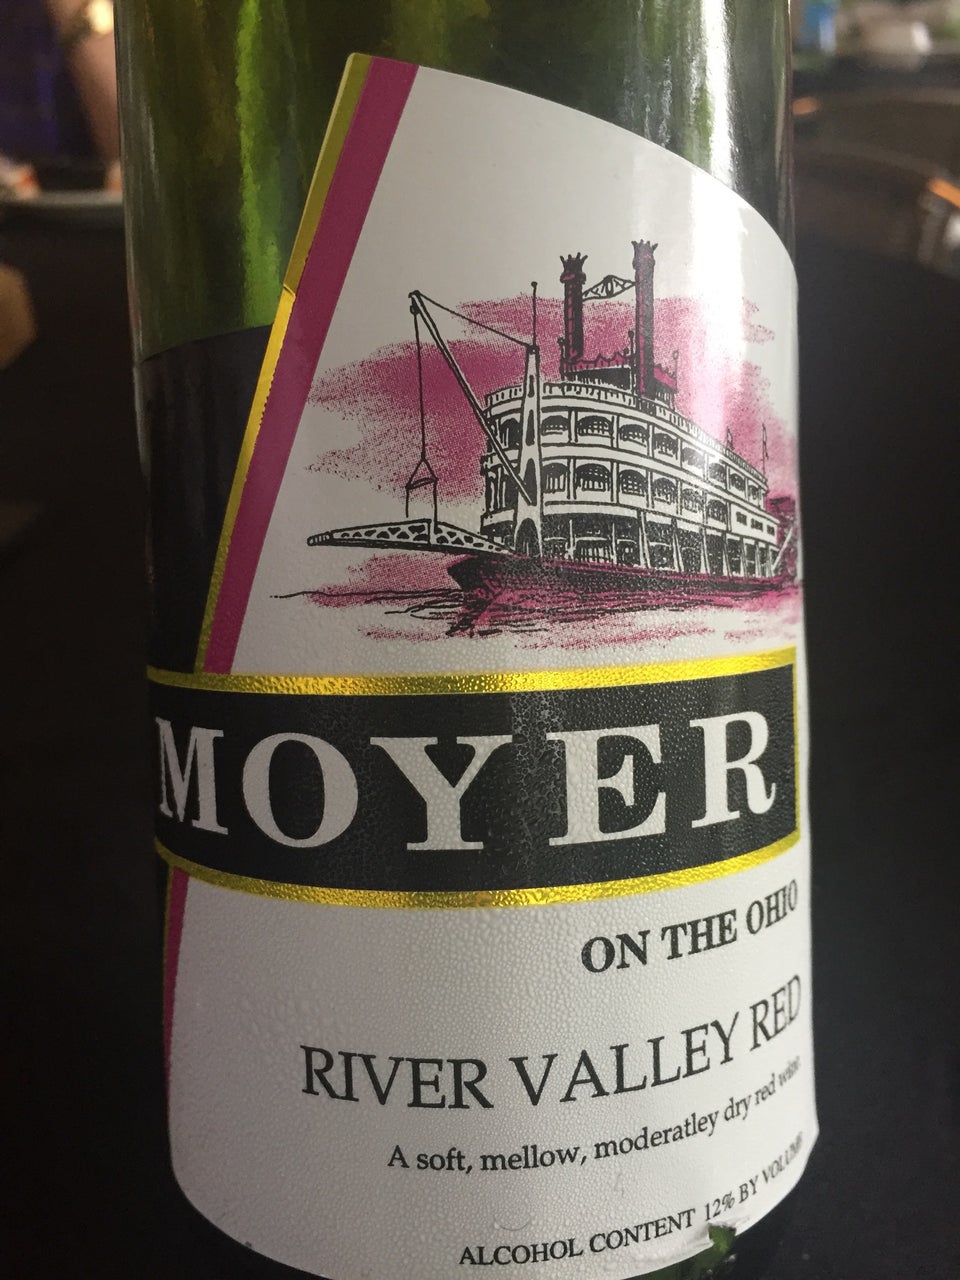 MOYER
ON THE OHIO
RIVER VALLEY RED
A soft, mellow, moderatley dry red wine
ALCOHOL CONTENT 12% BY VOLUME